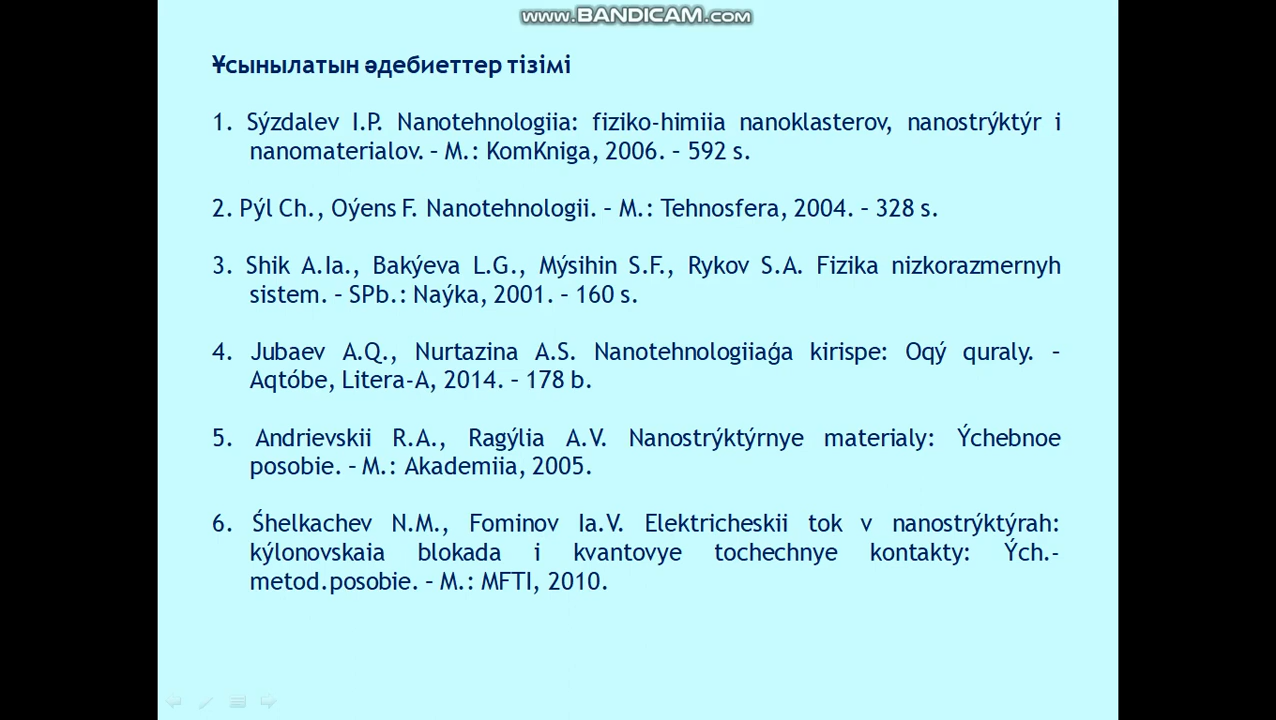 www.BANDICAM.com
Ұсынылатын әдебиеттер тізімі
1. Sýzdalev I.P. Nanotehnologiia: fiziko-himiia nanoklasterov, nanostrýktýr i
nanomaterialov. – M.: KomKniga, 2006. – 592 s.
2. Pýl Ch., Oýens F. Nanotehnologii. – M.: Tehnosfera, 2004. – 328 s.
3. Shik A.Ia., Bakýeva L.G., Mýsihin S.F., Rykov S.A. Fizika nizkorazmernyh
sistem. – SPb.: Naýka, 2001. – 160 s.
4. Jubaev A.Q., Nurtazina A.S. Nanotehnologiiaǵa kirispe: Oqý quraly. –
Aqtóbe, Litera-A, 2014. – 178 b.
5. Andrievskii R.A., Ragýlia A.V. Nanostrýktýrnye materialy: Ýchebnoe
posobie. – M.: Akademiia, 2005.
6. Śhelkachev N.M., Fominov Ia.V. Elektricheskii tok v nanostrýktýrah:
kýlonovskaia blokada i kvantovye tochechnye kontakty: Ých.-
metod.posobie. – M.: MFTI, 2010.